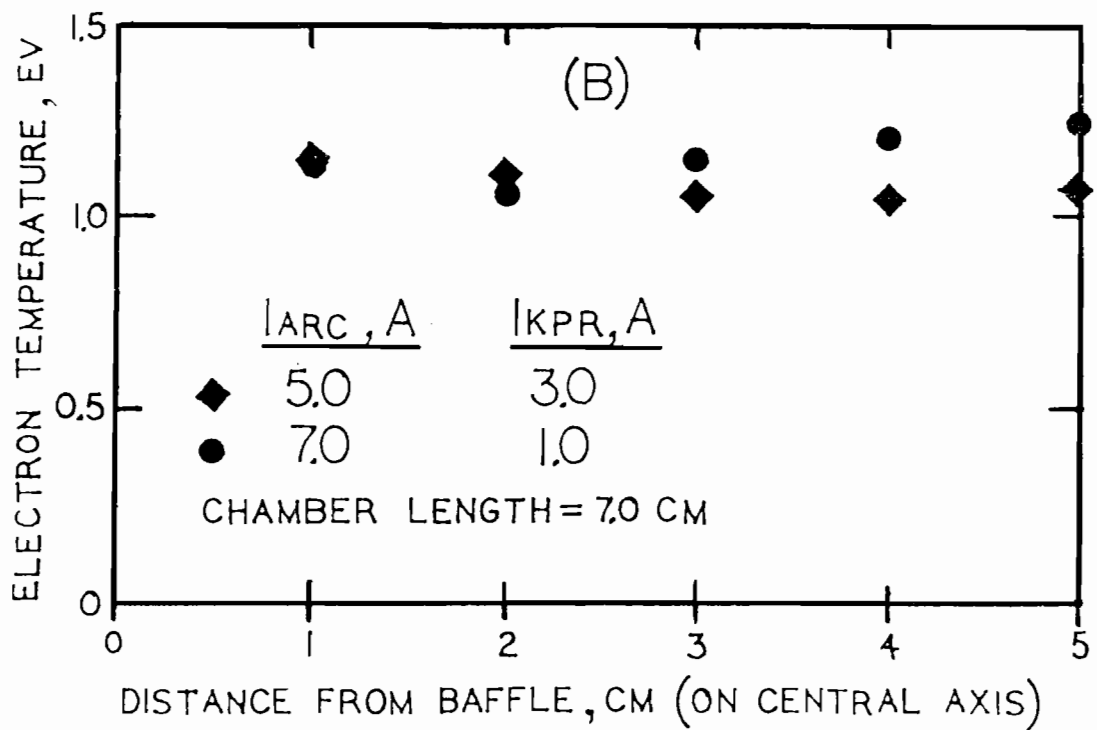 ELECTRON TEMPERATURE, EV
1.5
1.0
0.5
0
(B)
IARC, A IKPR, A
5.0 3.0
7.0 1.0
CHAMBER LENGTH = 7.0 CM
0 1 2 3 4 5
DISTANCE FROM BAFFLE, CM (ON CENTRAL AXIS)